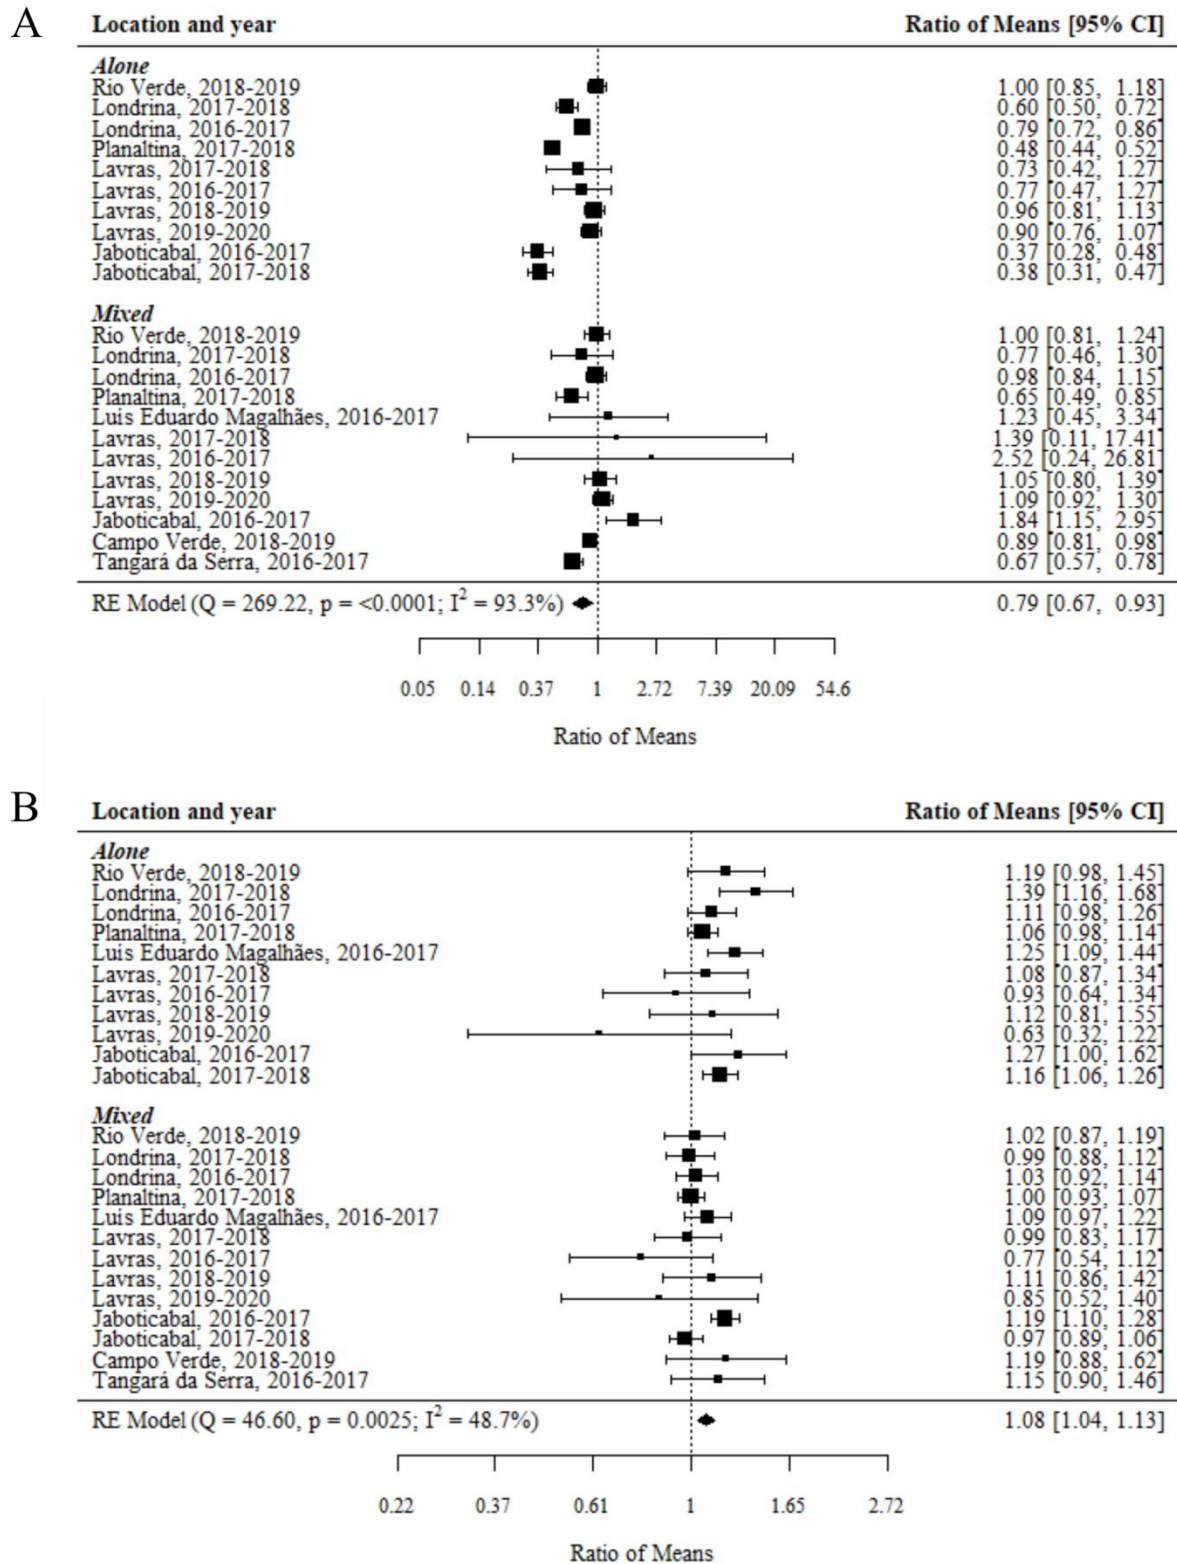 A
Location and year Ratio of Means [95% CI]
Alone
Rio Verde, 2018-2019 1.00 [0.85, 1.18]
Londrina, 2017-2018 0.60 [0.50, 0.72]
Londrina, 2016-2017 0.79 [0.72, 0.86]
Planaltina, 2017-2018 0.48 [0.44, 0.52]
Lavras, 2017-2018 0.73 [0.42, 1.27]
Lavras, 2016-2017 0.77 [0.47, 1.27]
Lavras, 2018-2019 0.96 [0.81, 1.13]
Lavras, 2019-2020 0.90 [0.76, 1.07]
Jaboticabal, 2016-2017 0.37 [0.28, 0.48]
Jaboticabal, 2017-2018 0.38 [0.31, 0.47]
Mixed
Rio Verde, 2018-2019 1.00 [0.81, 1.24]
Londrina, 2017-2018 0.77 [0.46, 1.30]
Londrina, 2016-2017 0.98 [0.84, 1.15]
Planaltina, 2017-2018 0.65 [0.49, 0.85]
Luis Eduardo Magalhães, 2016-2017 1.23 [0.45, 3.34]
Lavras, 2017-2018 1.39 [0.11, 17.41]
Lavras, 2016-2017 2.52 [0.24, 26.81]
Lavras, 2018-2019 1.05 [0.80, 1.39]
Lavras, 2019-2020 1.09 [0.92, 1.30]
Jaboticabal, 2016-2017 1.84 [1.15, 2.95]
Campo Verde, 2018-2019 0.89 [0.81, 0.98]
Tangará da Serra, 2016-2017 0.67 [0.57, 0.78]
RE Model (Q = 269.22, p = <0.0001; I² = 93.3%) 0.79 [0.67, 0.93]
0.05 0.14 0.37 1 2.72 7.39 20.09 54.6
Ratio of Means
B
Location and year Ratio of Means [95% CI]
Alone
Rio Verde, 2018-2019 1.19 [0.98, 1.45]
Londrina, 2017-2018 1.39 [1.16, 1.68]
Londrina, 2016-2017 1.11 [0.98, 1.26]
Planaltina, 2017-2018 1.06 [0.98, 1.14]
Luis Eduardo Magalhães, 2016-2017 1.25 [1.09, 1.44]
Lavras, 2017-2018 1.08 [0.87, 1.34]
Lavras, 2016-2017 0.93 [0.64, 1.34]
Lavras, 2018-2019 1.12 [0.81, 1.55]
Lavras, 2019-2020 0.63 [0.32, 1.22]
Jaboticabal, 2016-2017 1.27 [1.00, 1.62]
Jaboticabal, 2017-2018 1.16 [1.06, 1.26]
Mixed
Rio Verde, 2018-2019 1.02 [0.87, 1.19]
Londrina, 2017-2018 0.99 [0.88, 1.12]
Londrina, 2016-2017 1.03 [0.92, 1.14]
Planaltina, 2017-2018 1.00 [0.93, 1.07]
Luis Eduardo Magalhães, 2016-2017 1.09 [0.97, 1.22]
Lavras, 2017-2018 0.99 [0.83, 1.17]
Lavras, 2016-2017 0.77 [0.54, 1.12]
Lavras, 2018-2019 1.11 [0.86, 1.42]
Lavras, 2019-2020 0.85 [0.52, 1.40]
Jaboticabal, 2016-2017 1.19 [1.10, 1.28]
Jaboticabal, 2017-2018 0.97 [0.89, 1.06]
Campo Verde, 2018-2019 1.19 [0.88, 1.62]
Tangará da Serra, 2016-2017 1.15 [0.90, 1.46]
RE Model (Q = 46.60, p = 0.0025; I² = 48.7%) 1.08 [1.04, 1.13]
0.22 0.37 0.61 1 1.65 2.72
Ratio of Means